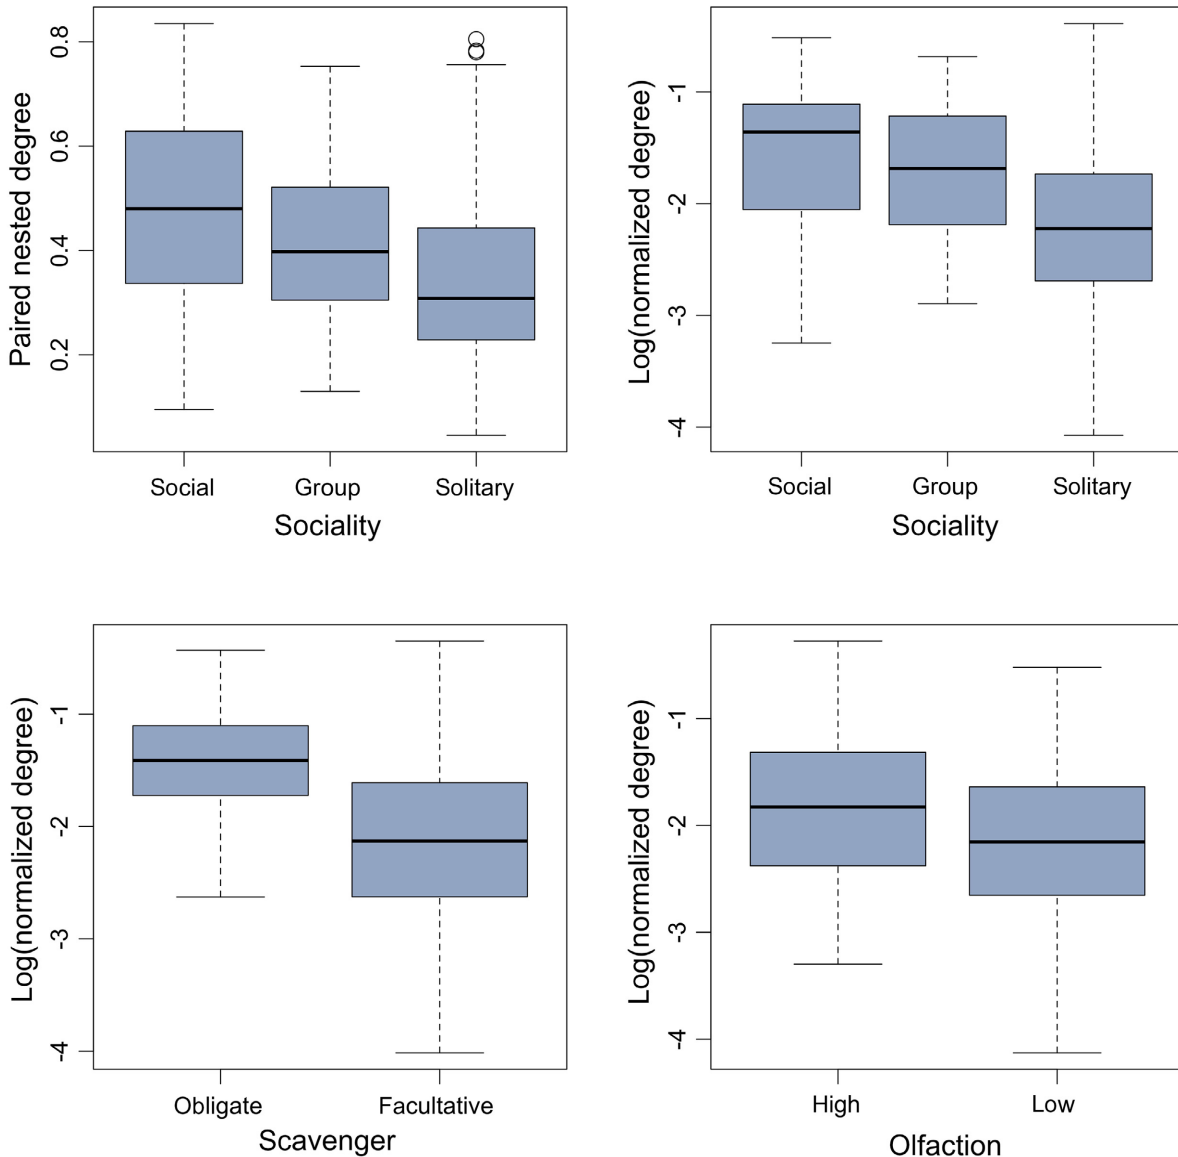 Paired nested degree
0.8
0.6
0.4
0.2
Social Group Solitary
Sociality
Log(normalized degree)
-1
-2
-3
-4
Social Group Solitary
Sociality
Log(normalized degree)
-1
-2
-3
-4
Obligate Facultative
Scavenger
Log(normalized degree)
-1
-2
-3
-4
High Low
Olfaction